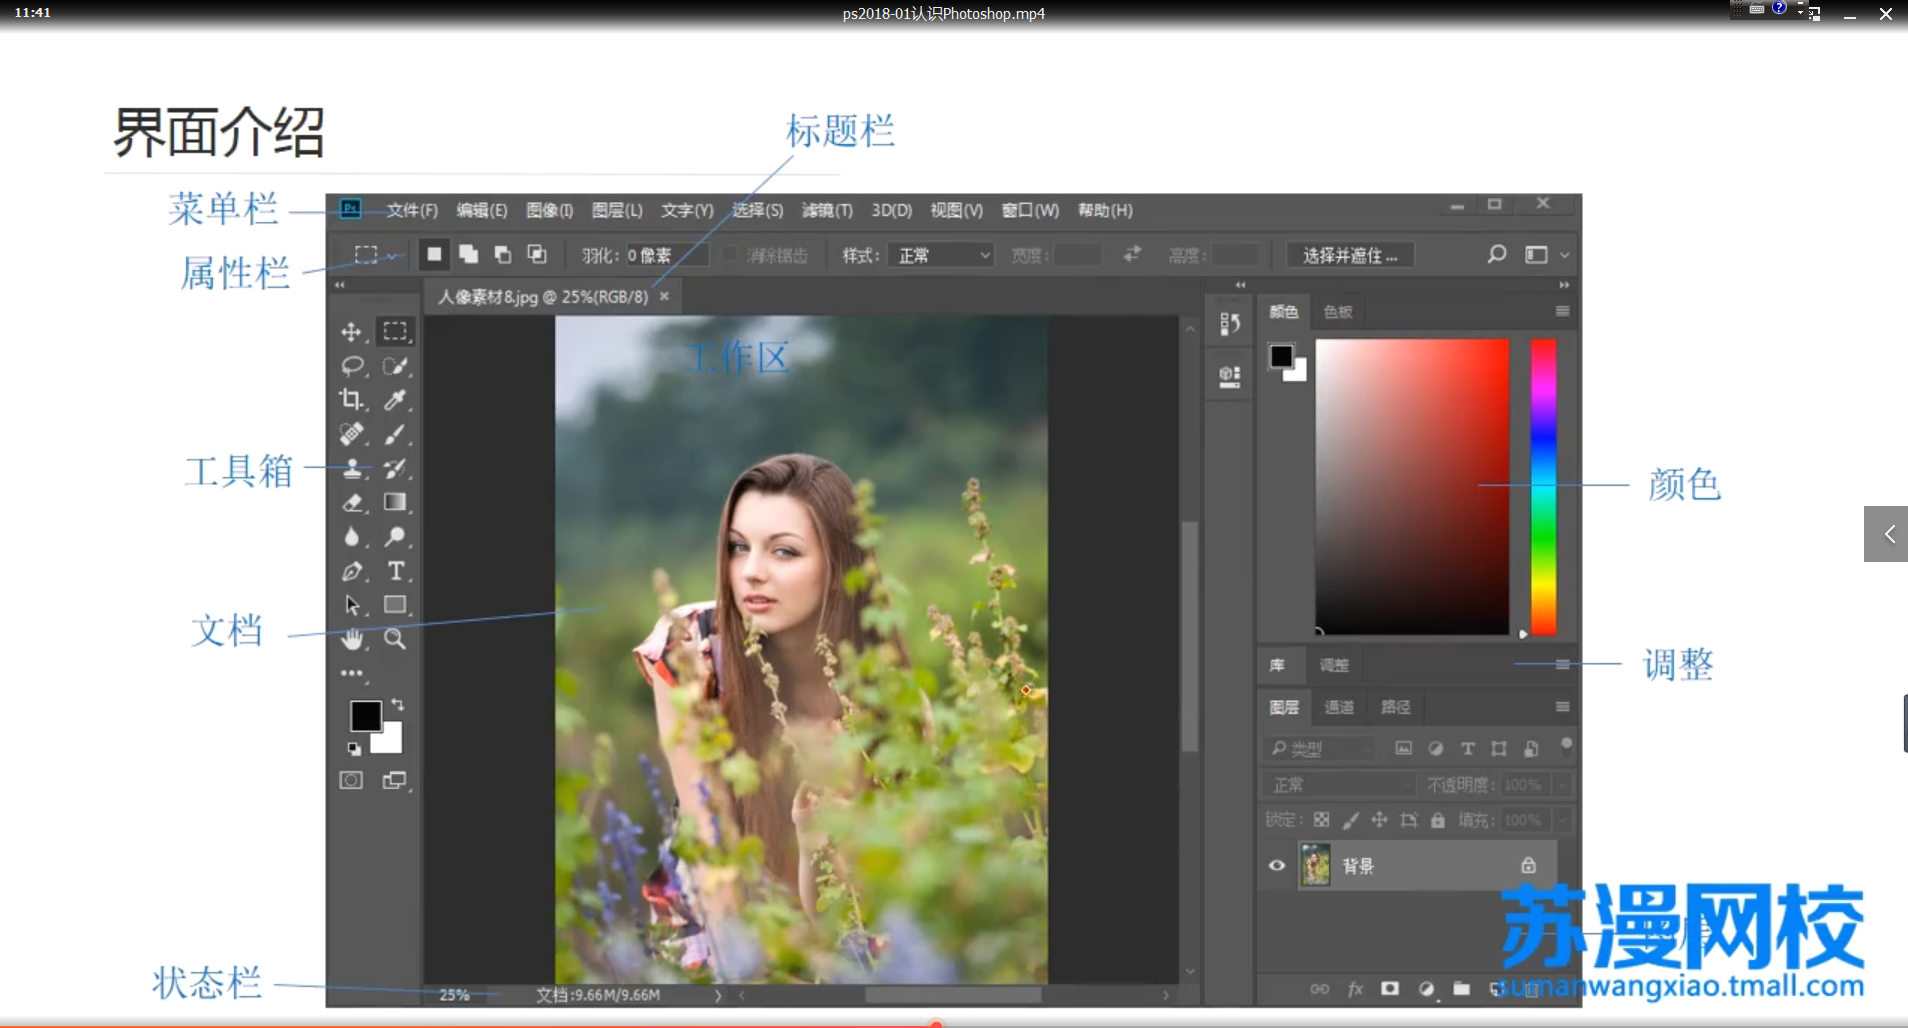 11:41
ps2018-01认识Photoshop.mp4
界面介绍
标题栏
菜单栏
Ps 文件(F) 编辑(E) 图像(I) 图层(L) 文字(Y) 选择(S) 滤镜(T) 3D(D) 视图(V) 窗口(W) 帮助(H)
属性栏
羽化: 0 像素 消除锯齿 样式: 正常 宽度: 高度: 选择并遮住 ...
人像素材8.jpg @ 25%(RGB/8) ×
颜色 色板
工作区
工具箱
颜色
文档
库 调整
调整
图层 通道 路径
类型
正常 不透明度: 100%
锁定: 填充: 100%
背景
苏漫网校
sumanwangxiao.tmall.com
状态栏
25% 文档:9.66M/9.66M
fx